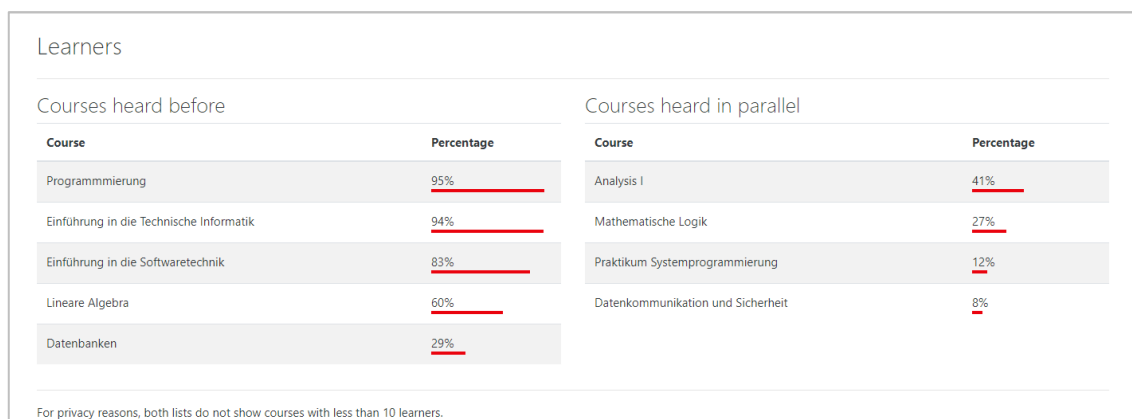 Learners
Courses heard before
Course Percentage
Programmmierung 95%
Einführung in die Technische Informatik 94%
Einführung in die Softwaretechnik 83%
Lineare Algebra 60%
Datenbanken 29%
Courses heard in parallel
Course Percentage
Analysis I 41%
Mathematische Logik 27%
Praktikum Systemprogrammierung 12%
Datenkommunikation und Sicherheit 8%
For privacy reasons, both lists do not show courses with less than 10 learners.